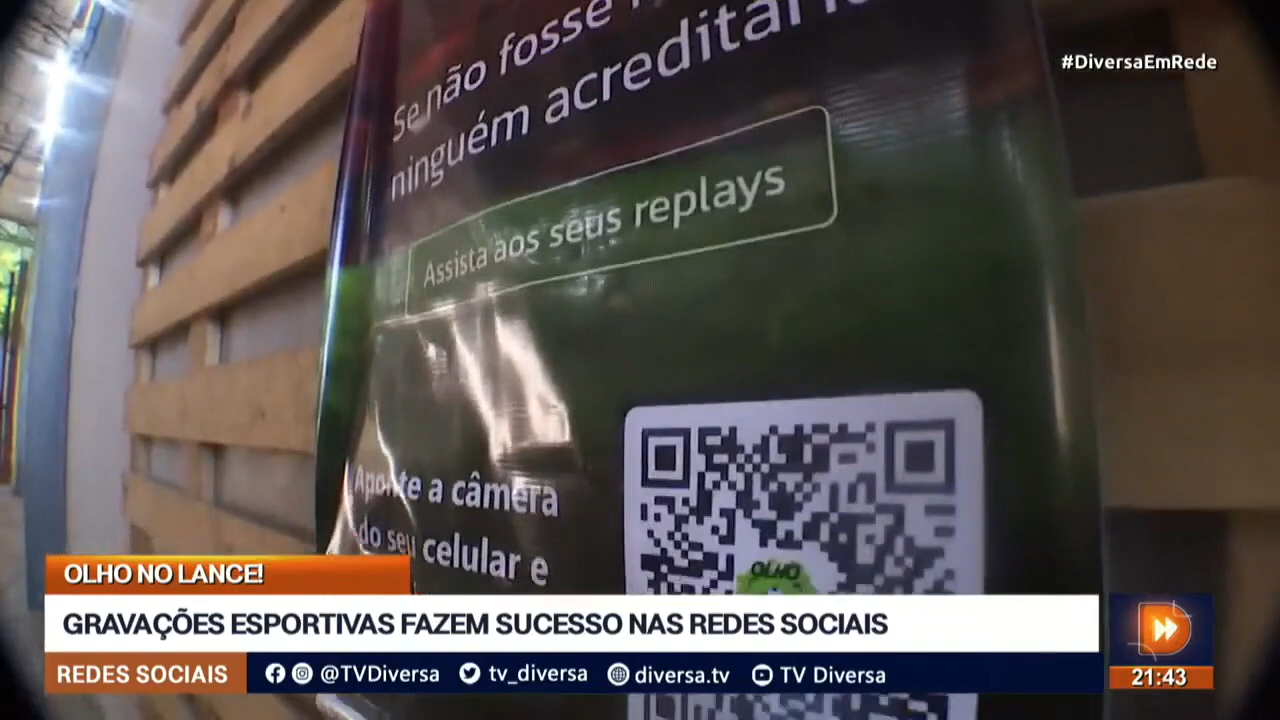 #DiversaEmRede
Se não fosse
ninguém
Assista aos seus replays
Aponte a câmera
do seu celular e
OLHO
OLHO NO LANCE!
GRAVAÇÕES ESPORTIVAS FAZEM SUCESSO NAS REDES SOCIAIS
REDES SOCIAIS @TVDiversa tv_diversa diversa.tv TV Diversa
21:43